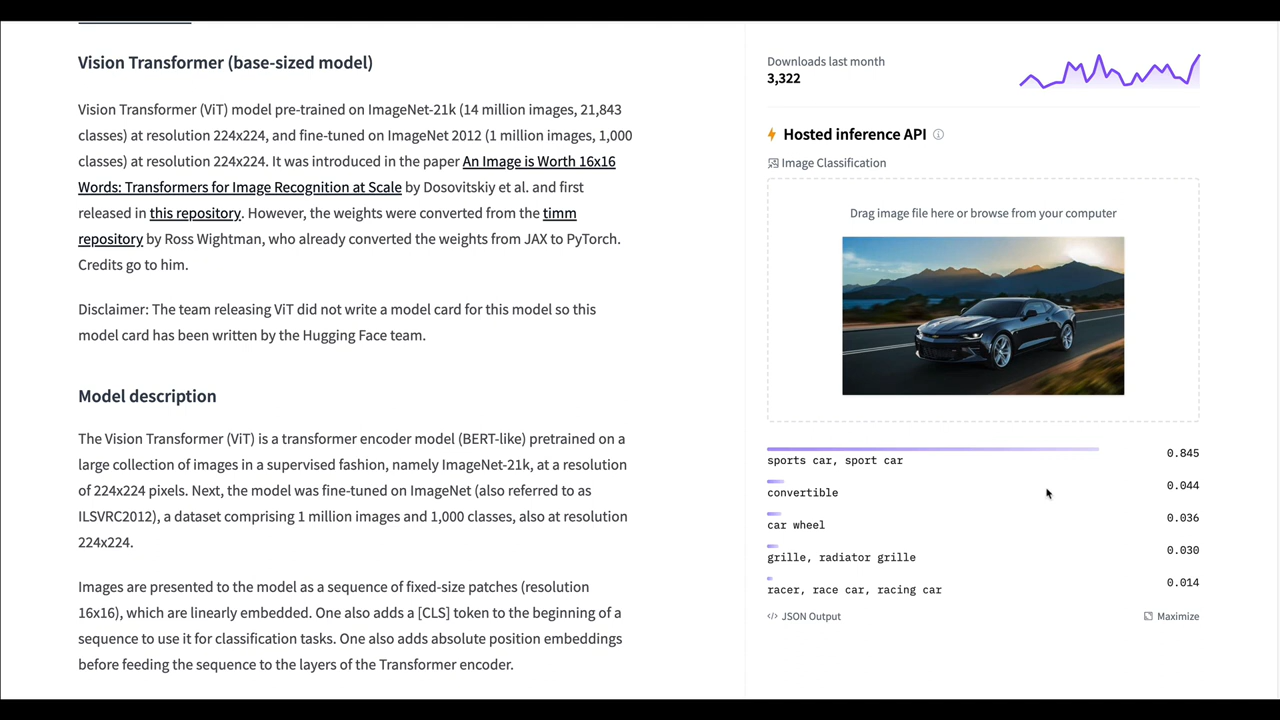 Vision Transformer (base-sized model)
Vision Transformer (ViT) model pre-trained on ImageNet-21k (14 million images, 21,843
classes) at resolution 224x224, and fine-tuned on ImageNet 2012 (1 million images, 1,000
classes) at resolution 224x224. It was introduced in the paper An Image is Worth 16x16
Words: Transformers for Image Recognition at Scale by Dosovitskiy et al. and first
released in this repository. However, the weights were converted from the timm
repository by Ross Wightman, who already converted the weights from JAX to PyTorch.
Credits go to him.
Disclaimer: The team releasing ViT did not write a model card for this model so this
model card has been written by the Hugging Face team.
Model description
The Vision Transformer (ViT) is a transformer encoder model (BERT-like) pretrained on a
large collection of images in a supervised fashion, namely ImageNet-21k, at a resolution
of 224x224 pixels. Next, the model was fine-tuned on ImageNet (also referred to as
ILSVRC2012), a dataset comprising 1 million images and 1,000 classes, also at resolution
224x224.
Images are presented to the model as a sequence of fixed-size patches (resolution
16x16), which are linearly embedded. One also adds a [CLS] token to the beginning of a
sequence to use it for classification tasks. One also adds absolute position embeddings
before feeding the sequence to the layers of the Transformer encoder.
Downloads last month
3,322
Hosted inference API
Image Classification
Drag image file here or browse from your computer
sports car, sport car 0.845
convertible 0.044
car wheel 0.036
grille, radiator grille 0.030
racer, race car, racing car 0.014
</> JSON Output
Maximize